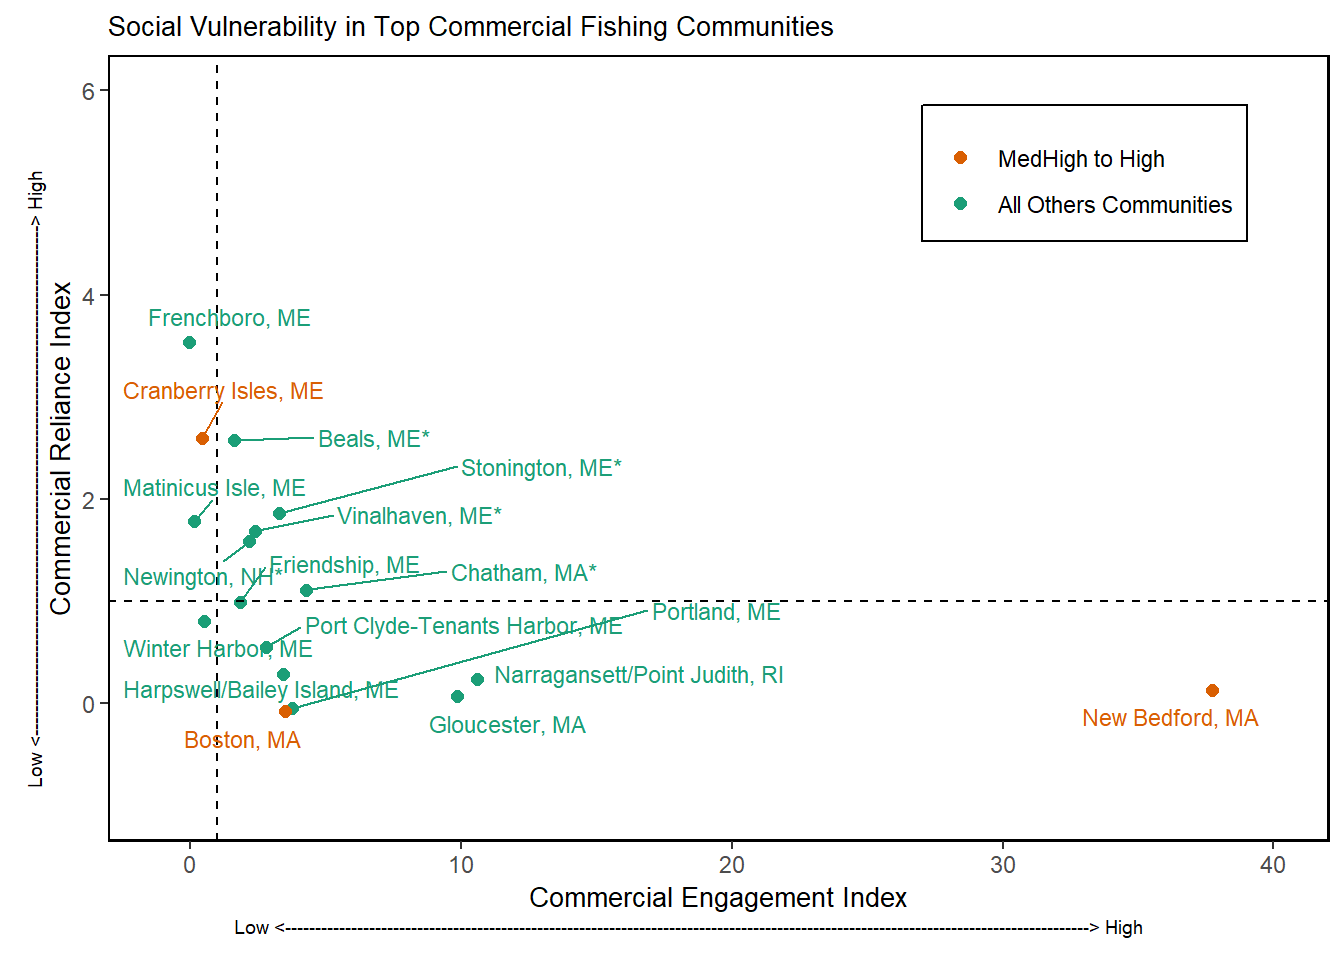 Social Vulnerability in Top Commercial Fishing Communities
6
4
2
0
Low <---------------------------------------------------------------> High
Commercial Reliance Index
MedHigh to High
All Others Communities
Frenchboro, ME
Cranberry Isles, ME
Beals, ME*
Stonington, ME*
Matinicus Isle, ME
Vinalhaven, ME*
Friendship, ME
Newington, NH*
Chatham, MA*
Portland, ME
Port Clyde-Tenants Harbor, ME
Winter Harbor, ME
Narragansett/Point Judith, RI
Harpswell/Bailey Island, ME
New Bedford, MA
Gloucester, MA
Boston, MA
0 10 20 30 40
Commercial Engagement Index
Low <---------------------------------------------------------------> High